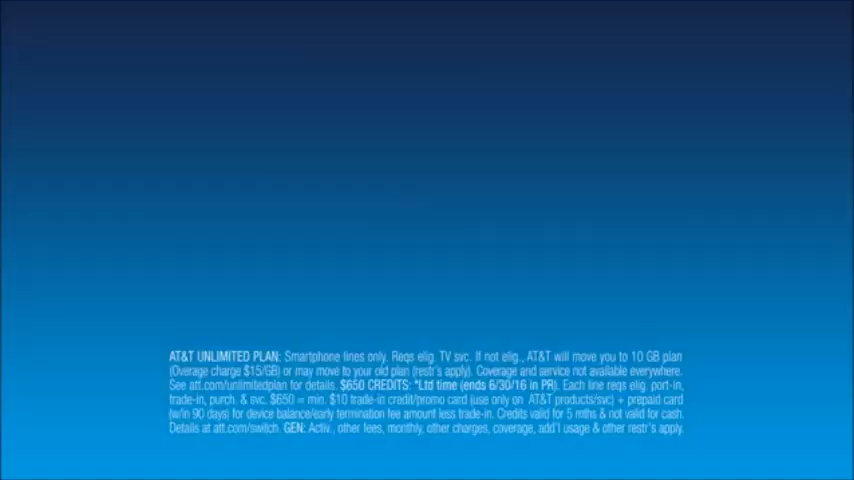 AT&T UNLIMITED PLAN: Smartphone lines only. Reqs elig. TV svc. If not elig., AT&T will move you to 10 GB plan
(Overage charge $15/GB) or may move to your old plan (restr's apply). Coverage and service not available everywhere.
See att.com/unlimitedplan for details. $650 CREDITS: *Ltd time (ends 6/30/16 in PR). Each line reqs elig. port-in,
trade-in, purch. & svc. $650 = min. $10 trade-in credit/promo card (use only on AT&T products/svc) + prepaid card
(w/in 90 days) for device balance/early termination fee amount less trade-in. Credits valid for 5 mths & not valid for cash.
Details at att.com/switch. GEN: Activ., other fees, monthly, other charges, coverage, add'l usage & other restr's apply.